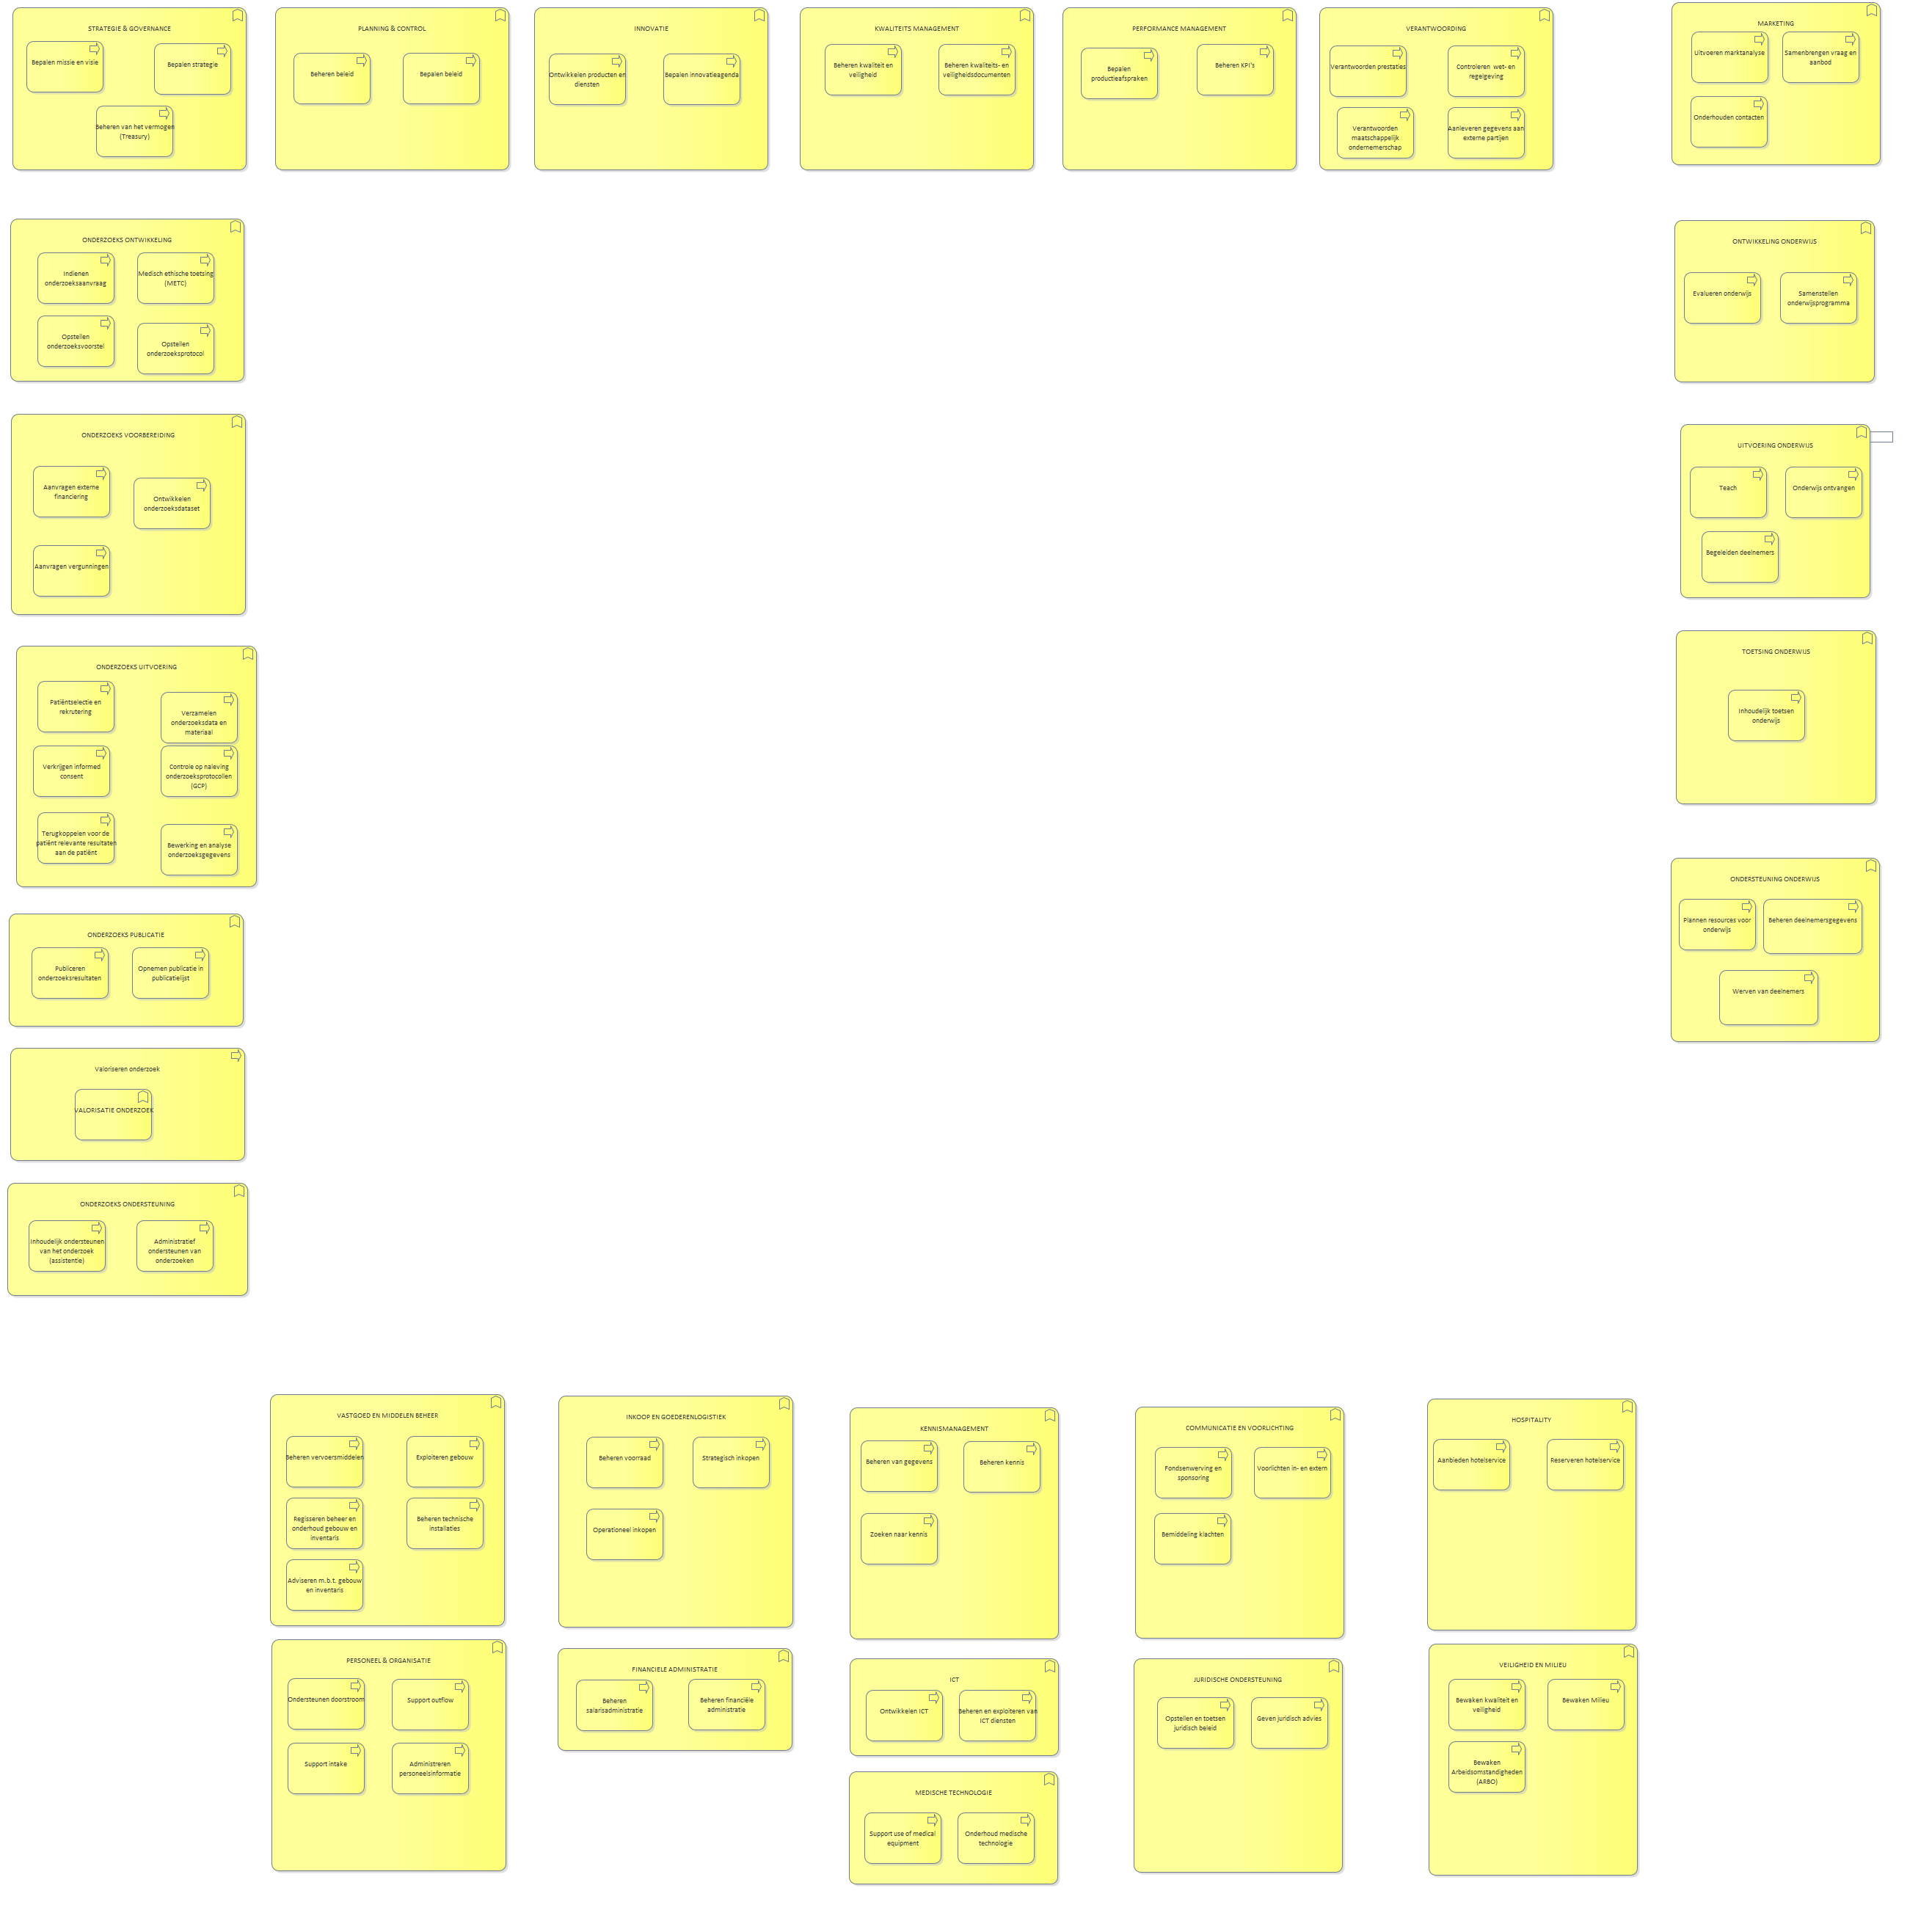 STRATEGIE & GOVERNANCE
Bepalen missie en visie
Bepalen strategie
Beheren van het vermogen
(Treasury)
PLANNING & CONTROL
Beheren beleid
Bepalen beleid
INNOVATIE
Ontwikkelen producten en
diensten
Bepalen innovatieagenda
KWALITEITS MANAGEMENT
Beheren kwaliteit en
veiligheid
Beheren kwaliteits- en
veiligheidsdocumenten
PERFORMANCE MANAGEMENT
Bepalen
productieafspraken
Beheren KPI's
VERANTWOORDING
Verantwoorden prestaties
Controleren wet- en
regelgeving
Verantwoorden
maatschappelijk
ondernemerschap
Aanleveren gegevens aan
externe partijen
MARKETING
Uitvoeren marktanalyse
Samenbrengen vraag en
aanbod
Onderhouden contacten
ONDERZOEKS ONTWIKKELING
Indienen
onderzoeksaanvraag
Medisch ethische toetsing
(METC)
Opstellen
onderzoeksvoorstel
Opstellen
onderzoeksprotocol
ONTWIKKELING ONDERWIJS
Evalueren onderwijs
Samenstellen
onderwijsprogramma
ONDERZOEKS VOORBEREIDING
Aanvragen externe
financiering
Ontwikkelen
onderzoeksdataset
Aanvragen vergunningen
UITVOERING ONDERWIJS
Teach
Onderwijs ontvangen
Begeleiden deelnemers
ONDERZOEKS UITVOERING
Patiëntselectie en
rekrutering
Verzamelen
onderzoeksdata en
materiaal
Verkrijgen informed
consent
Controle op naleving
onderzoeksprotocollen
(GCP)
Terugkoppelen voor de
patiënt relevante resultaten
aan de patiënt
Bewerking en analyse
onderzoeksgegevens
TOETSING ONDERWIJS
Inhoudelijk toetsen
onderwijs
ONDERSTEUNING ONDERWIJS
Plannen resources voor
onderwijs
Beheren deelnemersgegevens
Werven van deelnemers
ONDERZOEKS PUBLICATIE
Publiceren
onderzoeksresultaten
Opnemen publicatie in
publicatielijst
Valoriseren onderzoek
VALORISATIE ONDERZOEK
ONDERZOEKS ONDERSTEUNING
Inhoudelijk ondersteunen
van het onderzoek
(assistentie)
Administratief
ondersteunen van
onderzoeken
VASTGOED EN MIDDELEN BEHEER
Beheren vervoersmiddelen
Exploiteren gebouw
Regisseren beheer en
onderhoud gebouw en
inventaris
Beheren technische
installaties
Adviseren m.b.t. gebouw
en inventaris
INKOOP EN GOEDERENLOGISTIEK
Beheren voorraad
Strategisch inkopen
Operationeel inkopen
KENNISMANAGEMENT
Beheren van gegevens
Beheren kennis
Zoeken naar kennis
COMMUNICATIE EN VOORLICHTING
Fondsenwerving en
sponsoring
Voorlichten in- en extern
Bemiddeling klachten
HOSPITALITY
Aanbieden hotelservice
Reserveren hotelservice
PERSONEEL & ORGANISATIE
Ondersteunen doorstroom
Support outflow
Support intake
Administreren
personeelsinformatie
FINANCIELE ADMINISTRATIE
Beheren
salarisadministratie
Beheren financiële
administratie
ICT
Ontwikkelen ICT
Beheren en exploiteren van
ICT diensten
MEDISCHE TECHNOLOGIE
Support use of medical
equipment
Onderhoud medische
technologie
JURIDISCHE ONDERSTEUNING
Opstellen en toetsen
juridisch beleid
Geven juridisch advies
VEILIGHEID EN MILIEU
Bewaken kwaliteit en
veiligheid
Bewaken Milieu
Bewaken
Arbeidsomstandigheden
(ARBO)